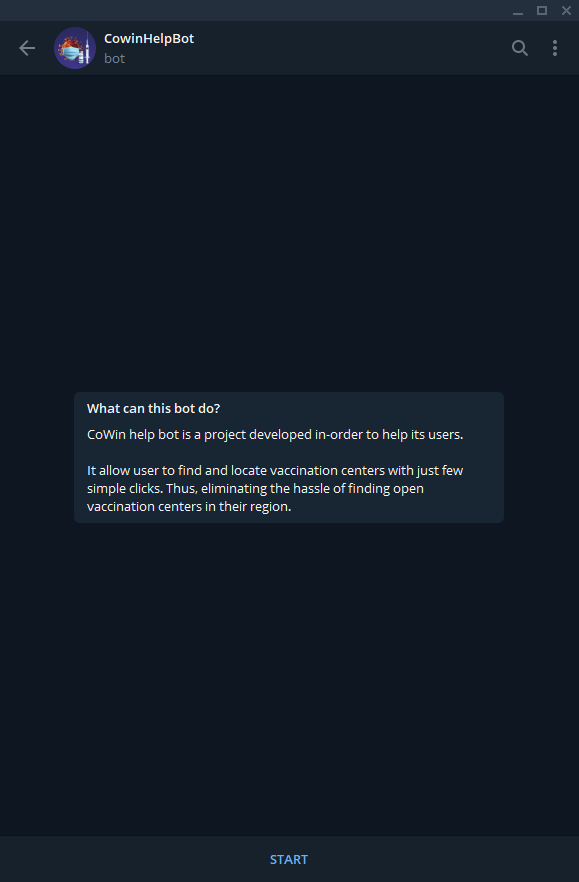 CowinHelpBot
bot
What can this bot do?
CoWin help bot is a project developed in-order to help its users.
It allow user to find and locate vaccination centers with just few
simple clicks. Thus, eliminating the hassle of finding open
vaccination centers in their region.
START